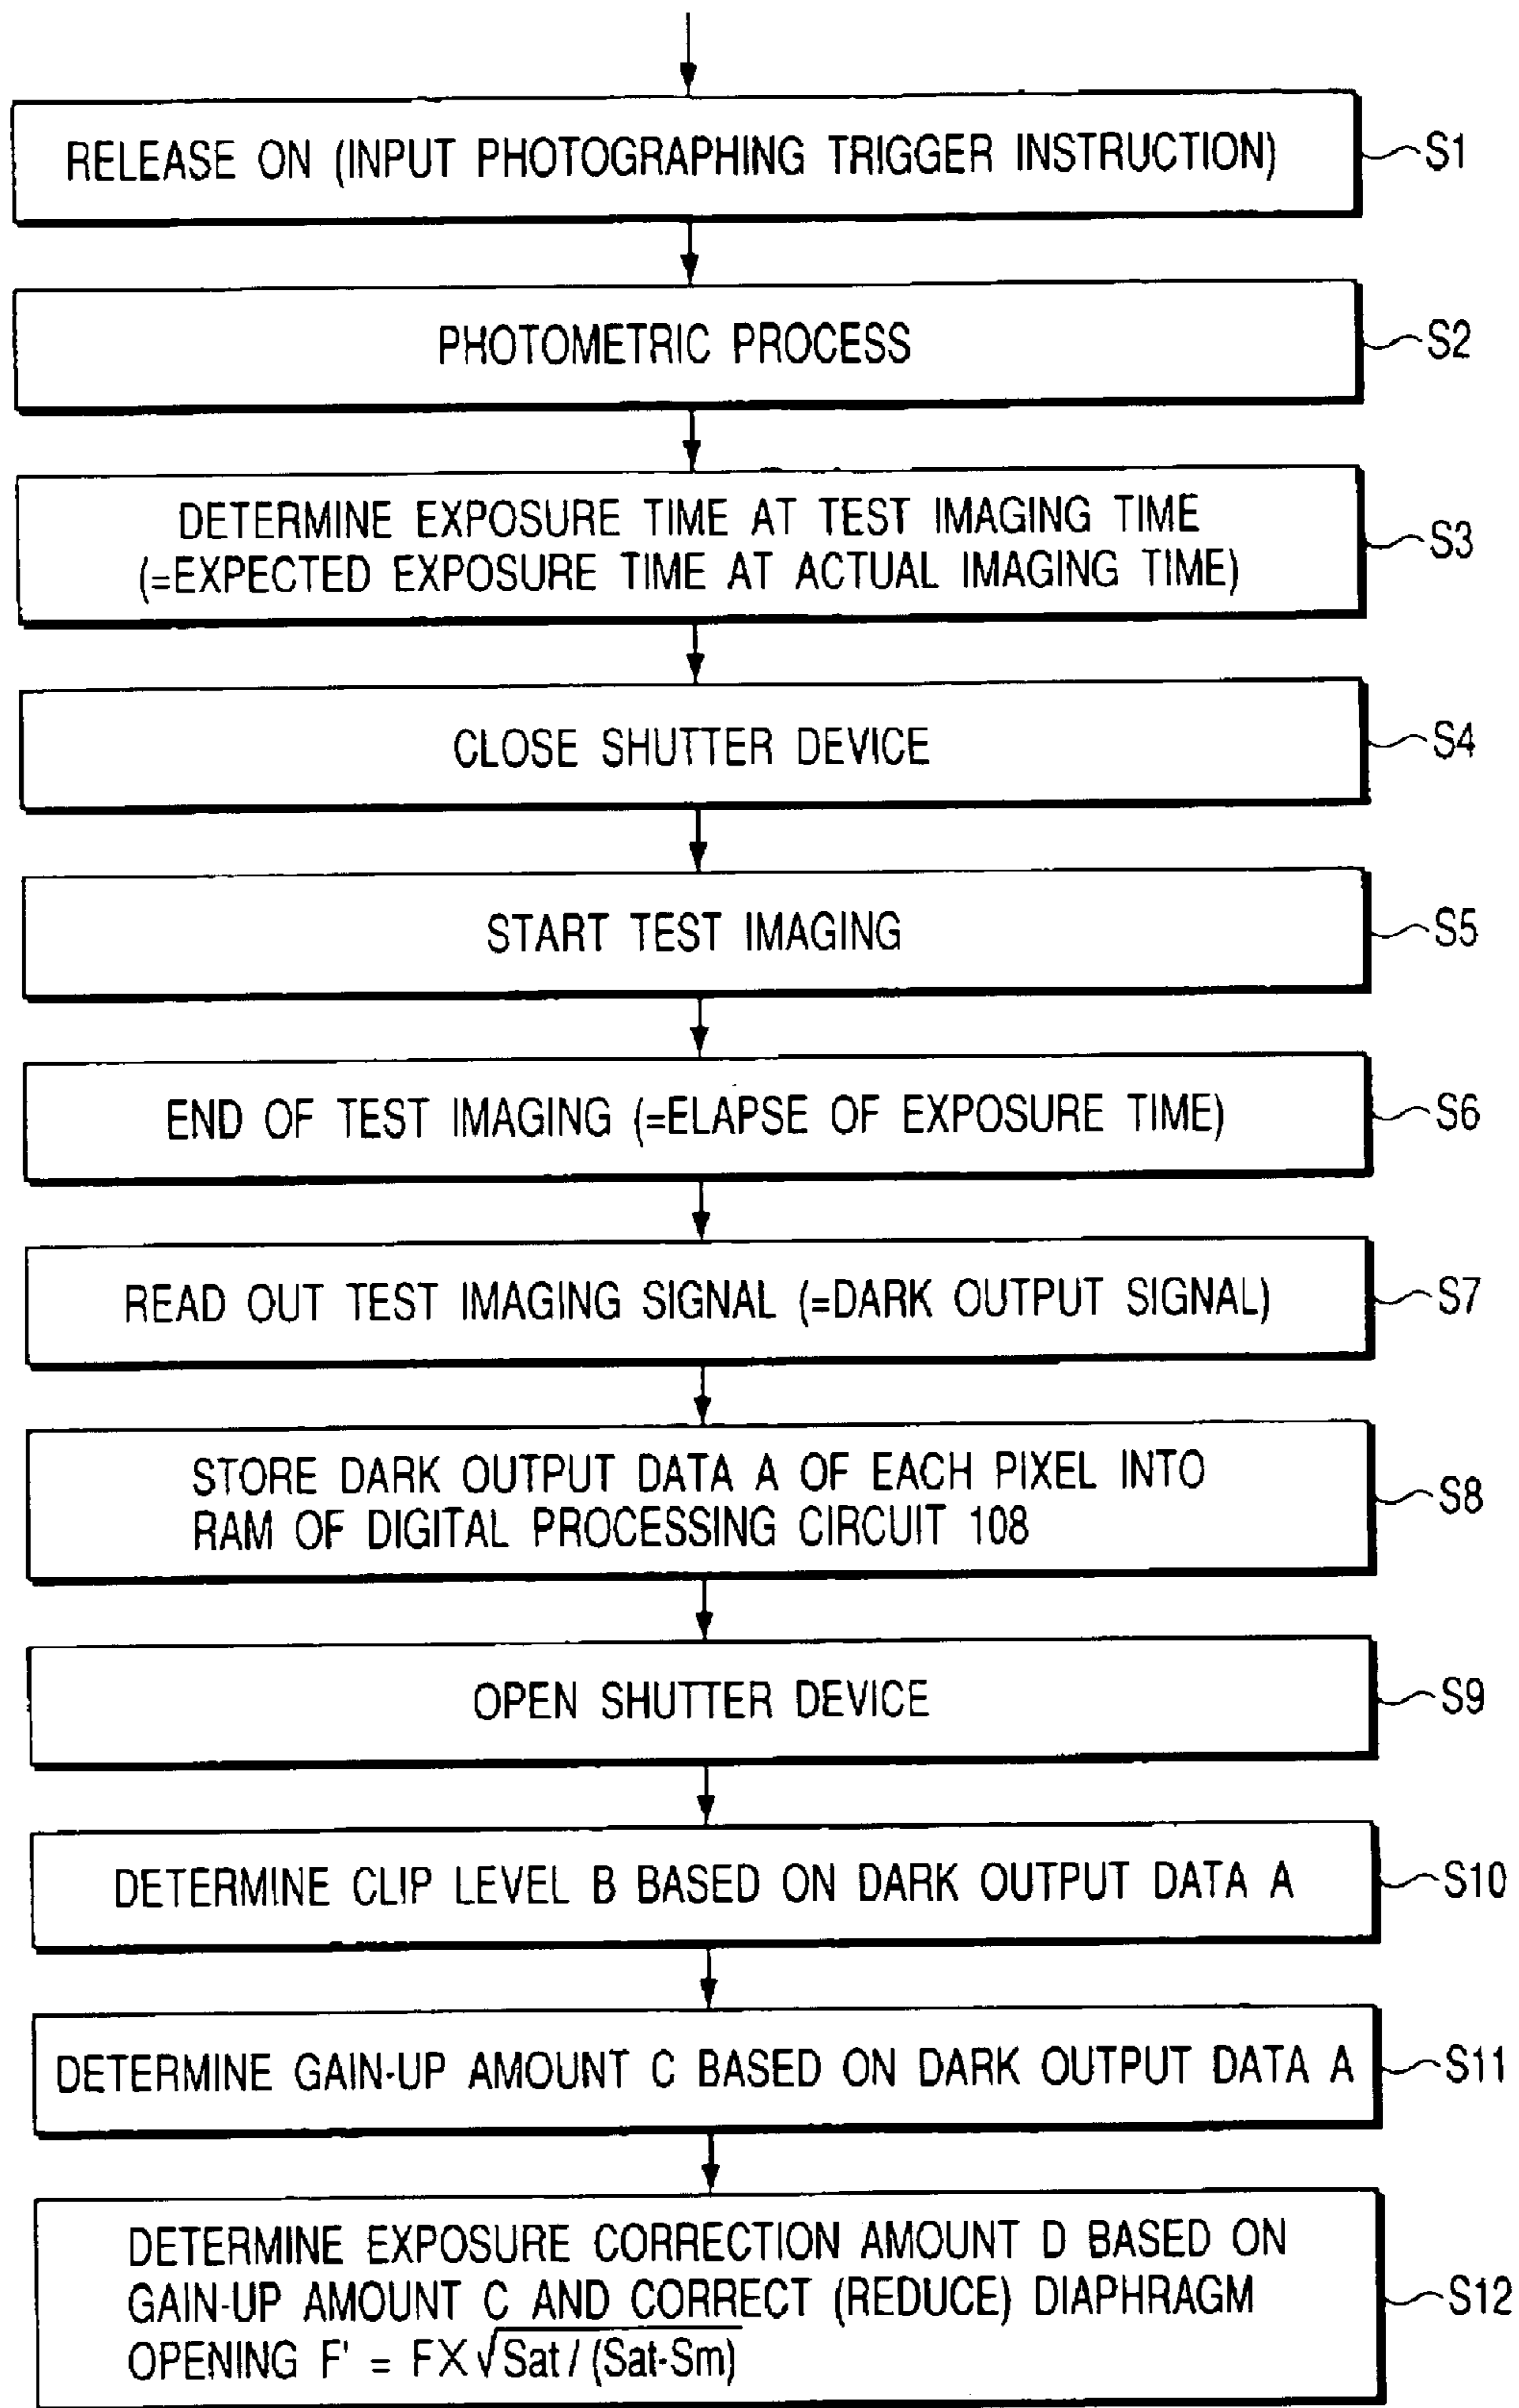 RELEASE ON (INPUT PHOTOGRAPHING TRIGGER INSTRUCTION)
S1
PHOTOMETRIC PROCESS
S2
DETERMINE EXPOSURE TIME AT TEST IMAGING TIME
(=EXPECTED EXPOSURE TIME AT ACTUAL IMAGING TIME)
S3
CLOSE SHUTTER DEVICE
S4
START TEST IMAGING
S5
END OF TEST IMAGING (=ELAPSE OF EXPOSURE TIME)
S6
READ OUT TEST IMAGING SIGNAL (=DARK OUTPUT SIGNAL)
S7
STORE DARK OUTPUT DATA A OF EACH PIXEL INTO
RAM OF DIGITAL PROCESSING CIRCUIT 108
S8
OPEN SHUTTER DEVICE
S9
DETERMINE CLIP LEVEL B BASED ON DARK OUTPUT DATA A
S10
DETERMINE GAIN-UP AMOUNT C BASED ON DARK OUTPUT DATA A
S11
DETERMINE EXPOSURE CORRECTION AMOUNT D BASED ON
GAIN-UP AMOUNT C AND CORRECT (REDUCE) DIAPHRAGM
OPENING F' = F×√Sat / (Sat-Sm)
S12